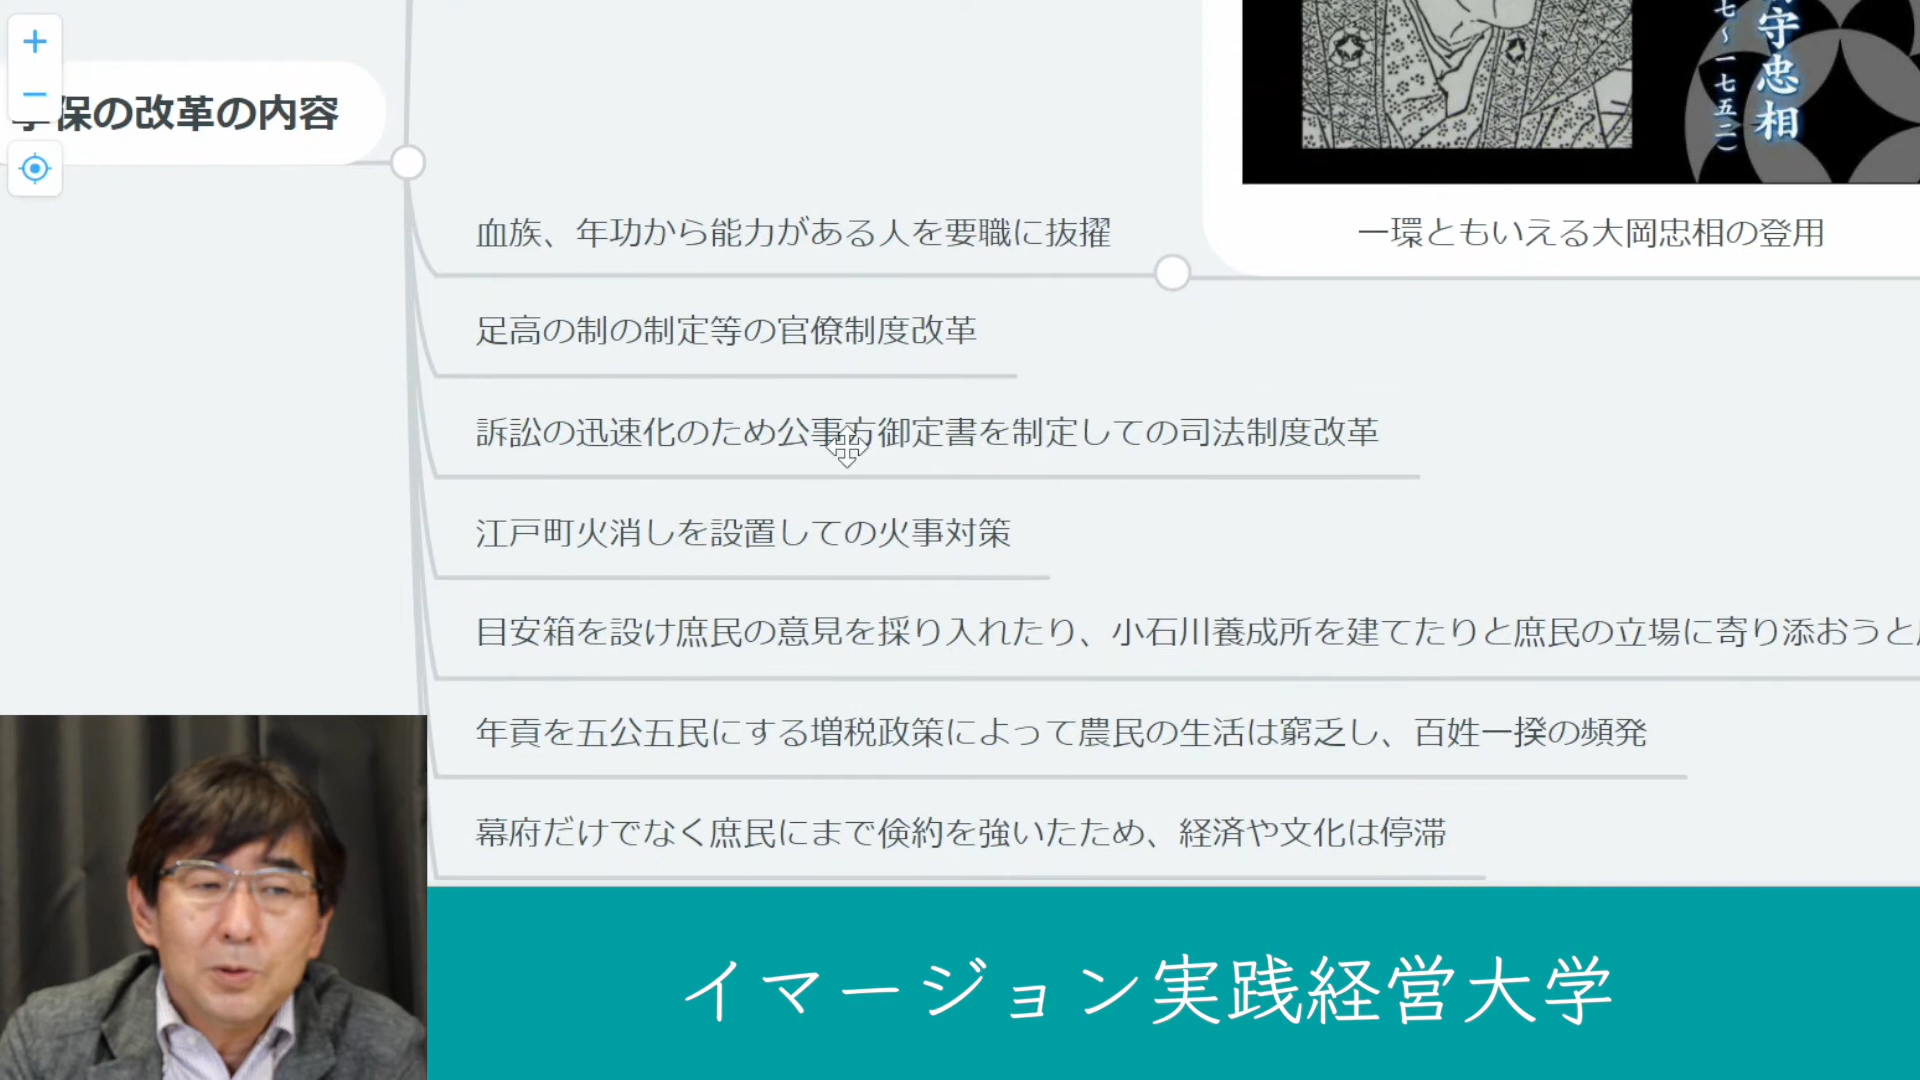 保の改革の内容
七～一七五二）
守忠相
血族、年功から能力がある人を要職に抜擢
一環ともいえる大岡忠相の登用
足高の制の制定等の官僚制度改革
訴訟の迅速化のため公事方御定書を制定しての司法制度改革
江戸町火消しを設置しての火事対策
目安箱を設け庶民の意見を採り入れたり、小石川養成所を建てたりと庶民の立場に寄り添おうと
年貢を五公五民にする増税政策によって農民の生活は窮乏し、百姓一揆の頻発
幕府だけでなく庶民にまで倹約を強いたため、経済や文化は停滞
イマージョン実践経営大学